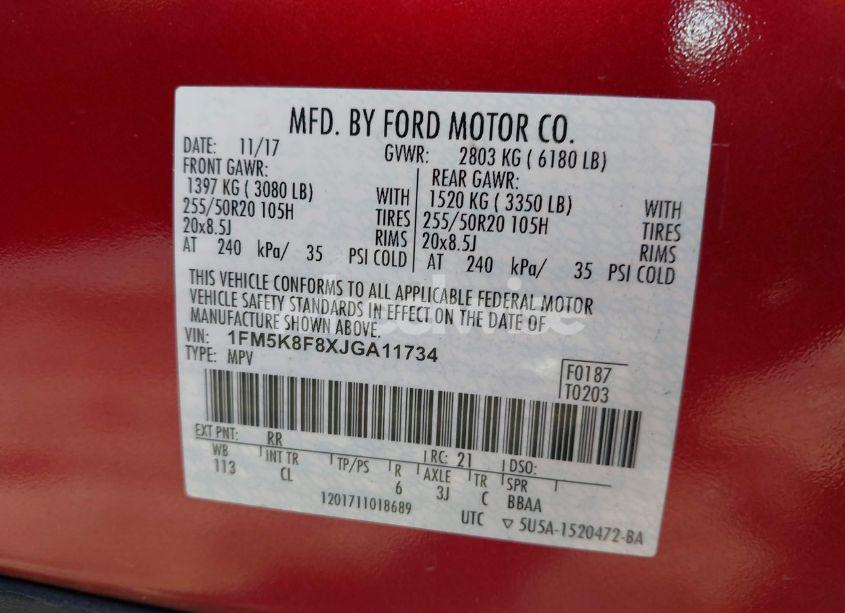 MFD. BY FORD MOTOR CO.
DATE: 11/17 GVWR: 2803 KG ( 6180 LB)
FRONT GAWR: REAR GAWR:
1397 KG ( 3080 LB) WITH 1520 KG ( 3350 LB) WITH
255/50R20 105H TIRES 255/50R20 105H TIRES
20x8.5J RIMS 20x8.5J RIMS
AT 240 kPa/ 35 PSI COLD AT 240 kPa/ 35 PSI COLD
THIS VEHICLE CONFORMS TO ALL APPLICABLE FEDERAL MOTOR
VEHICLE SAFETY STANDARDS IN EFFECT ON THE DATE OF
MANUFACTURE SHOWN ABOVE.
VIN: 1FM5K8F8XJGA11734
TYPE: MPV
F0187
T0203
EXT PNT: RR RC: 21 DSO:
WB INT TR TP/PS R AXLE TR SPR
113 CL 6 3J C BBAA
1201711018689 UTC ▽ 5U5A-1520472-BA